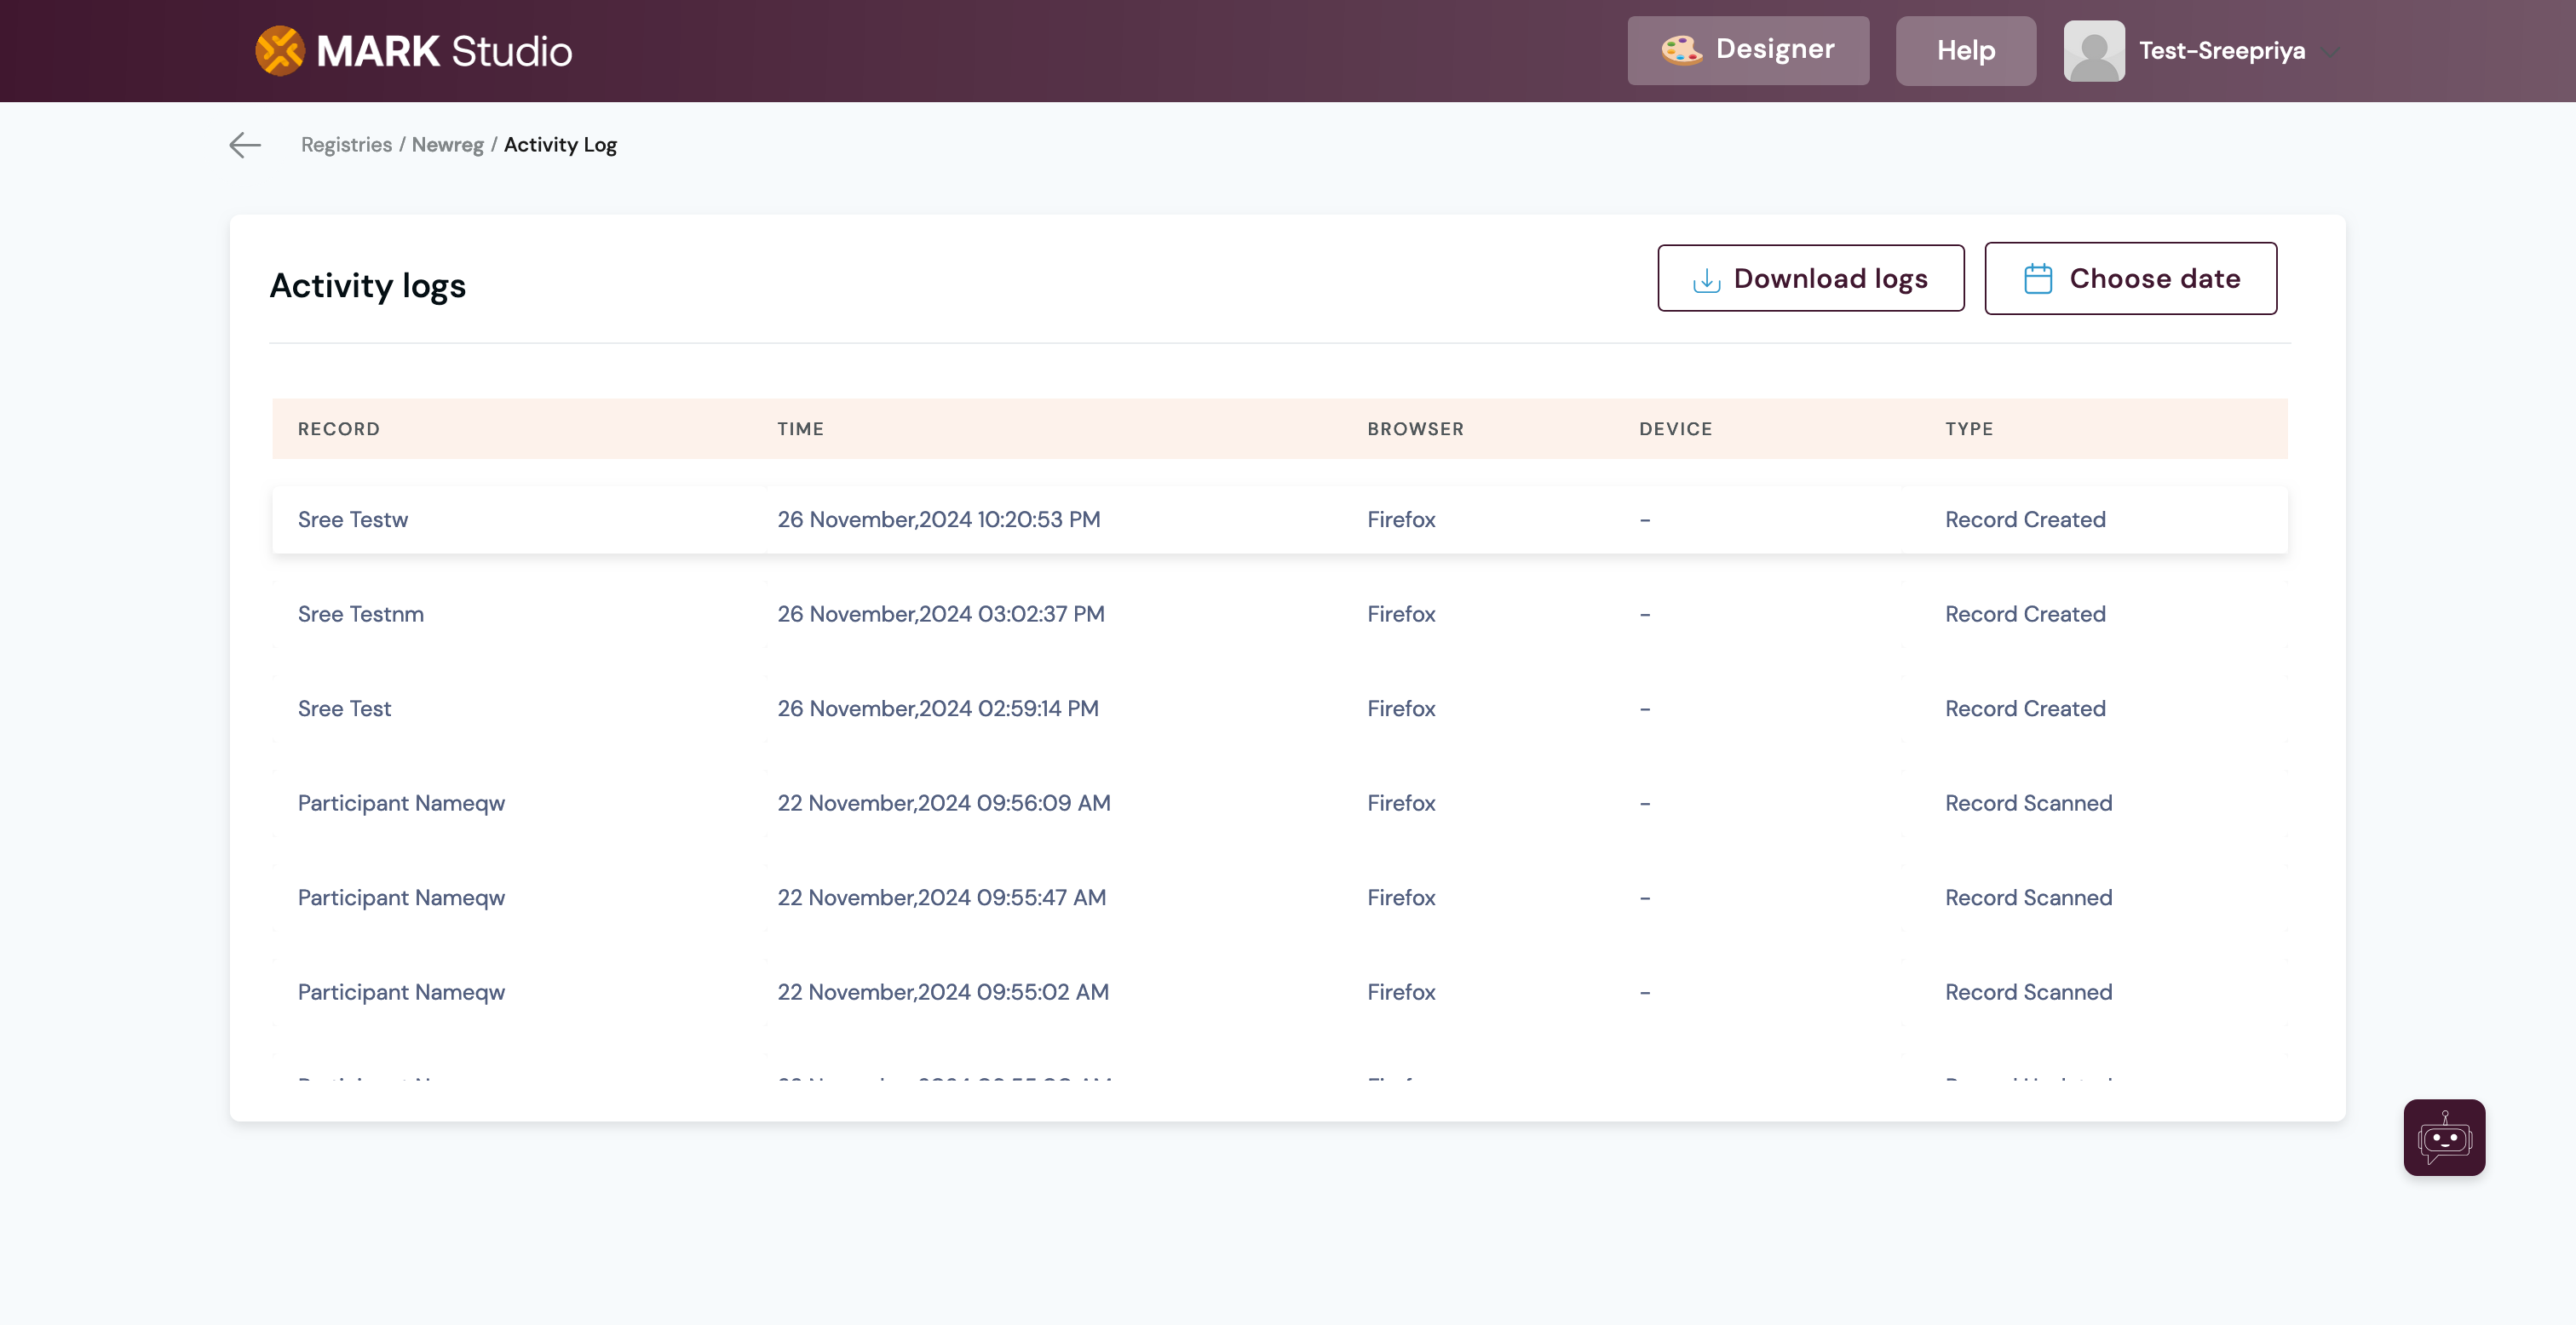 MARK Studio
Designer
Help
Test-Sreepriya
Registries / Newreg / Activity Log
Activity logs
Download logs
Choose date
RECORD TIME BROWSER DEVICE TYPE
Sree Testw 26 November,2024 10:20:53 PM Firefox - Record Created
Sree Testnm 26 November,2024 03:02:37 PM Firefox - Record Created
Sree Test 26 November,2024 02:59:14 PM Firefox - Record Created
Participant Nameqw 22 November,2024 09:56:09 AM Firefox - Record Scanned
Participant Nameqw 22 November,2024 09:55:47 AM Firefox - Record Scanned
Participant Nameqw 22 November,2024 09:55:02 AM Firefox - Record Scanned